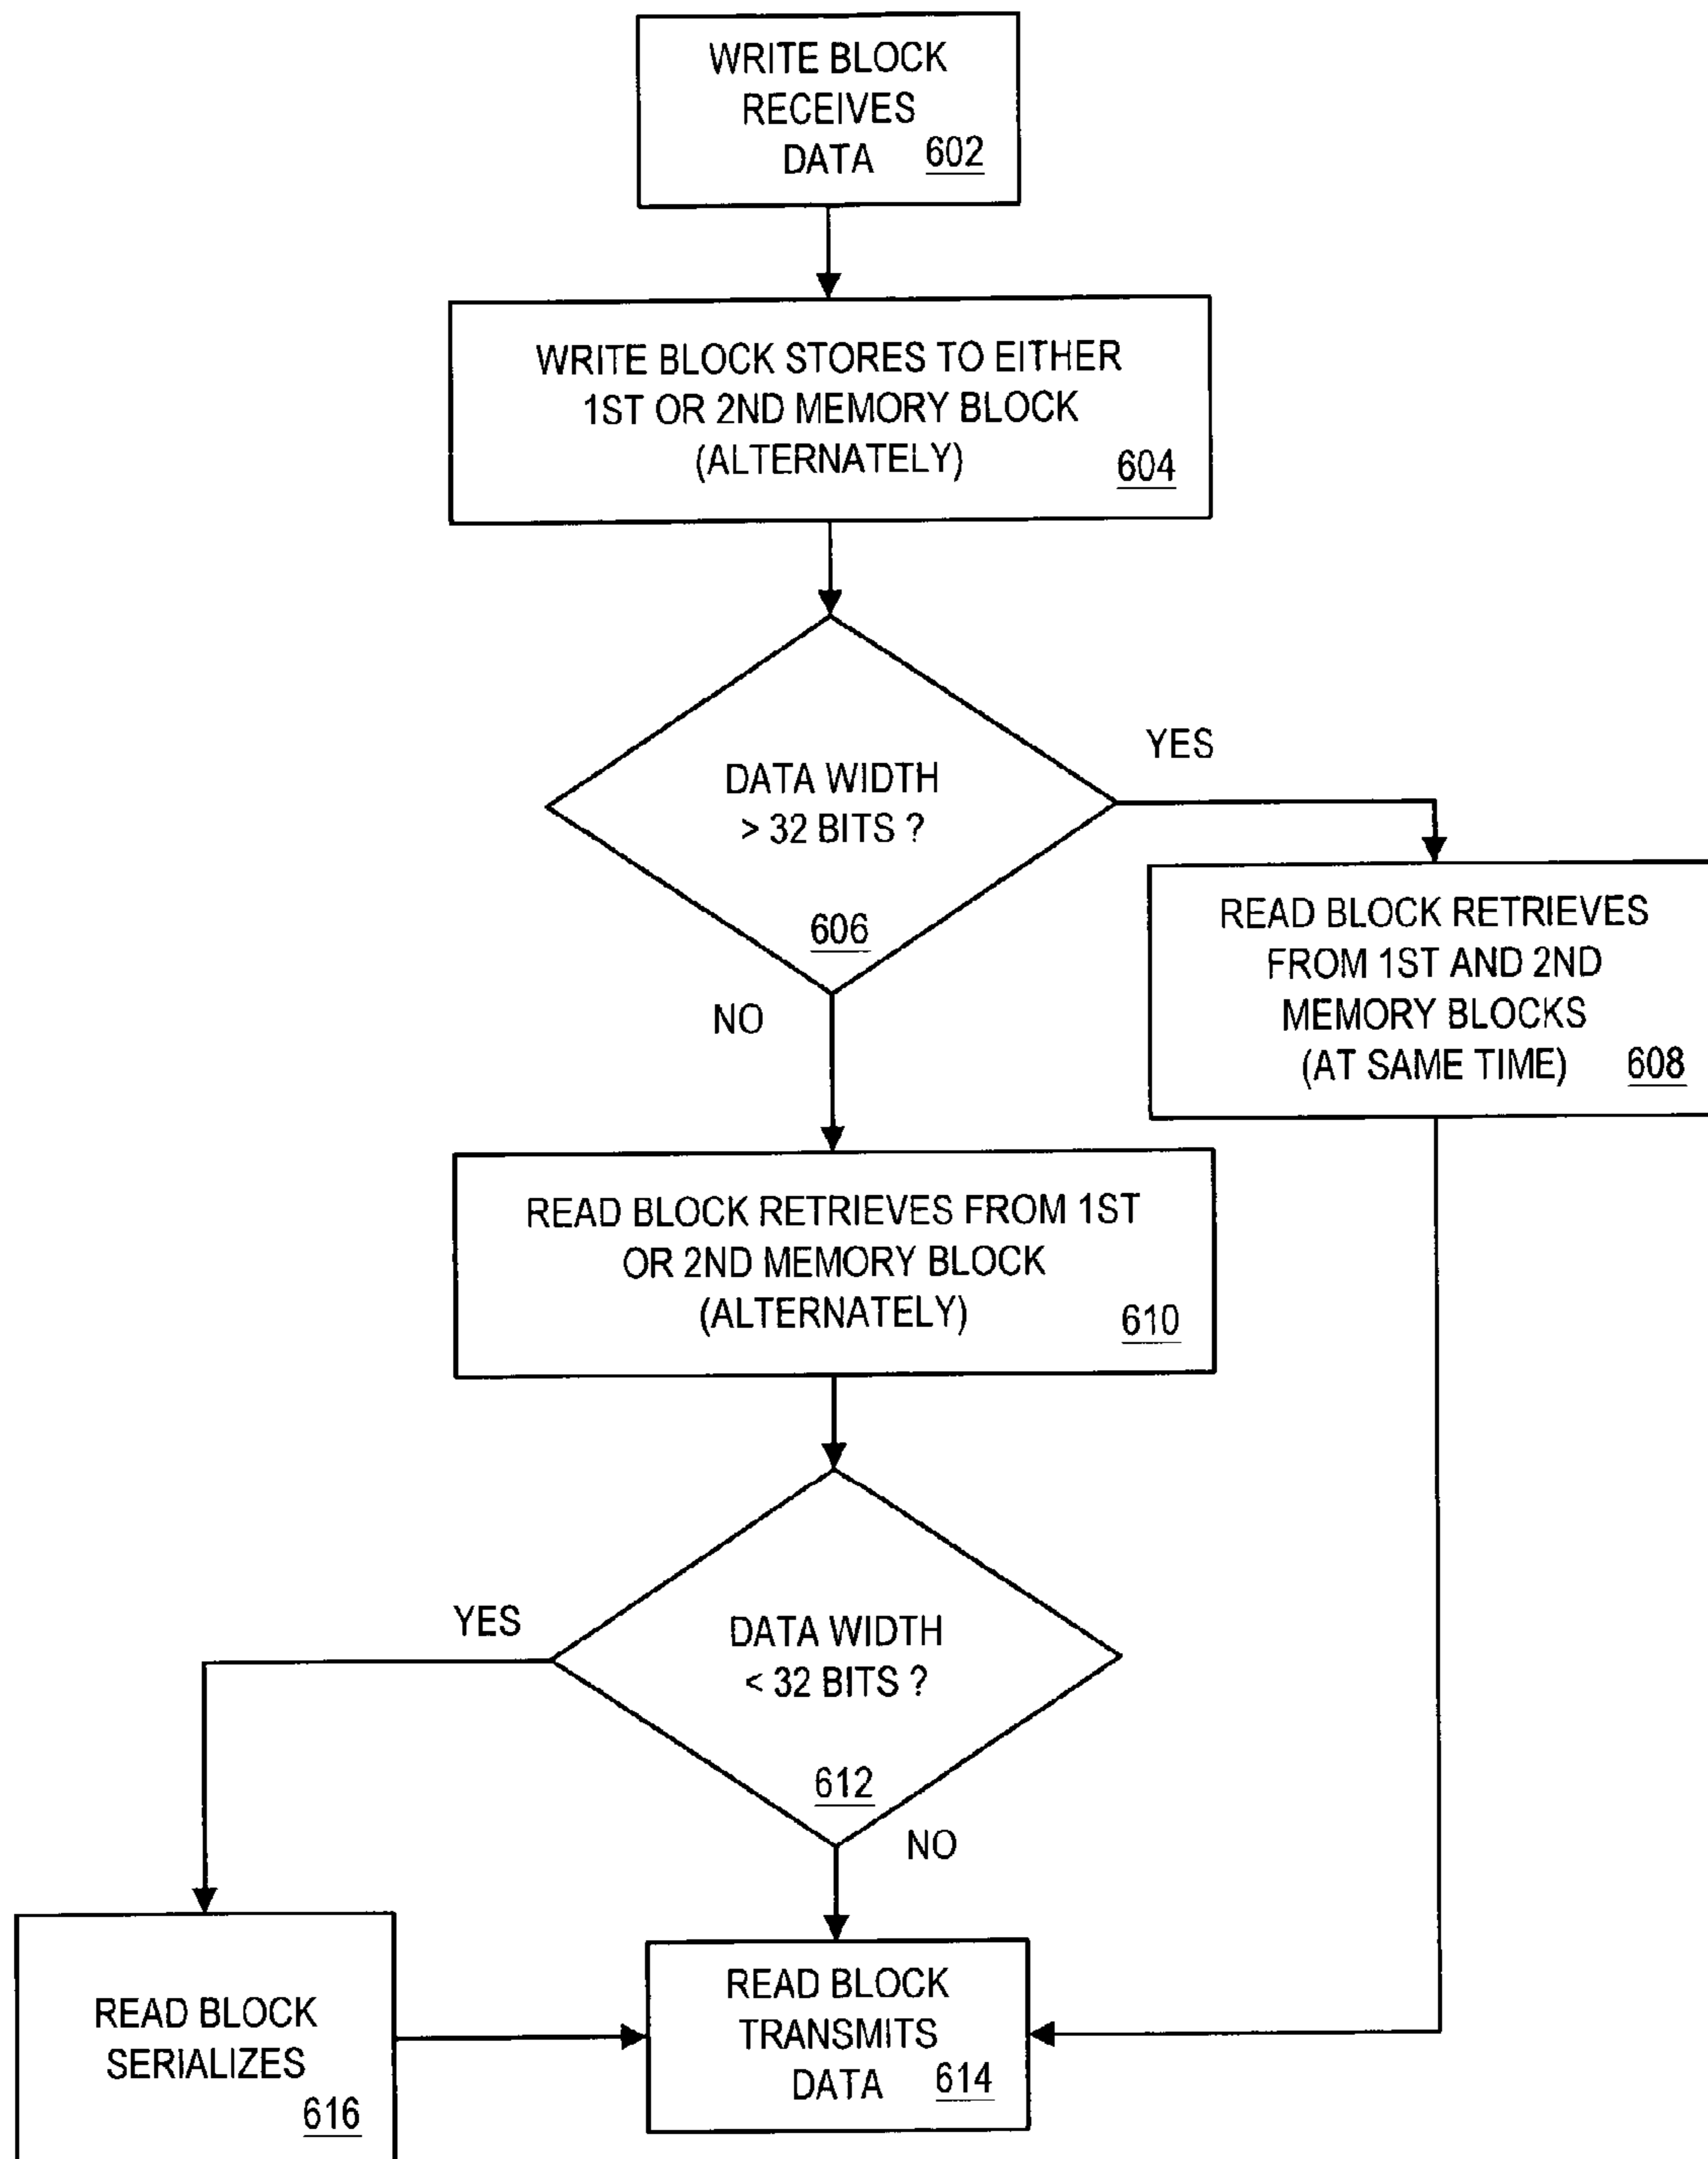 WRITE BLOCK
RECEIVES
DATA 602
WRITE BLOCK STORES TO EITHER
1ST OR 2ND MEMORY BLOCK
(ALTERNATELY) 604
DATA WIDTH
> 32 BITS ?
606
YES
NO
READ BLOCK RETRIEVES
FROM 1ST AND 2ND
MEMORY BLOCKS
(AT SAME TIME) 608
READ BLOCK RETRIEVES FROM 1ST
OR 2ND MEMORY BLOCK
(ALTERNATELY) 610
DATA WIDTH
< 32 BITS ?
612
YES
NO
READ BLOCK
SERIALIZES
616
READ BLOCK
TRANSMITS
DATA 614